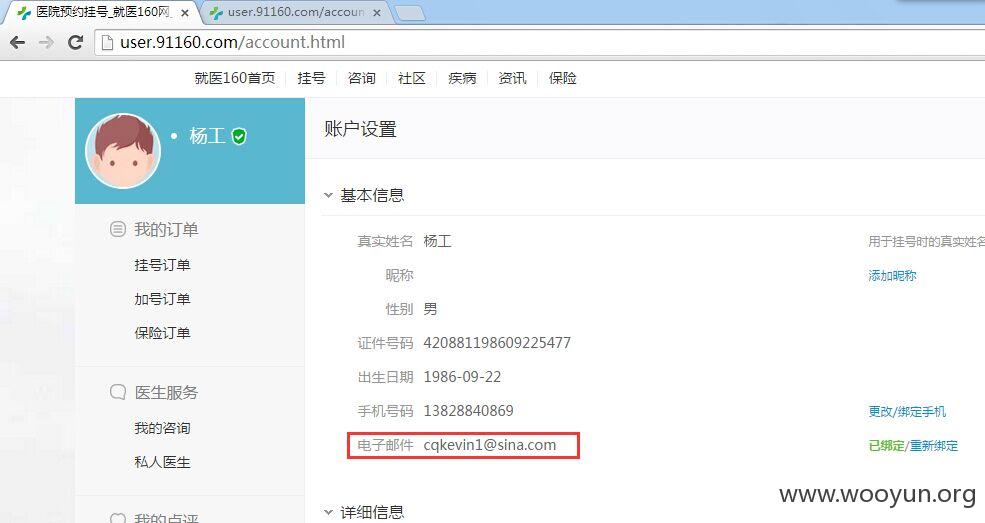 医院预约挂号_就医160网_
user.91160.com/accoun
user.91160.com/account.html
就医160首页 挂号 咨询 社区 疾病 资讯 保险
杨工
账户设置
基本信息
我的订单
挂号订单
加号订单
保险订单
医生服务
我的咨询
私人医生
我的点评
真实姓名 杨工 用于挂号时的真实姓名
昵称 添加昵称
性别 男
证件号码 420881198609225477
出生日期 1986-09-22
手机号码 13828840869 更改/绑定手机
电子邮件 cqkevin1@sina.com 已绑定/重新绑定
详细信息
www.wooyun.org